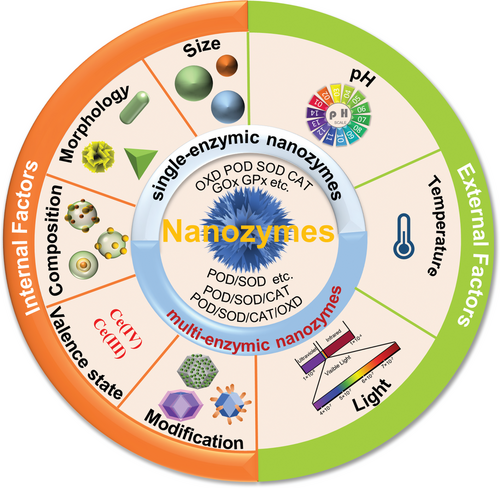 Internal Factors
External Factors
Size
Morphology
Composition
Valence state
Ce(IV)
Ce(III)
Modification
pH
pH
SCALE
Temperature
Light
Ultraviolet
Infrared
Visible Light
single-enzymic nanozymes
OXD POD SOD CAT
GOx GPx etc.
Nanozymes
POD/SOD etc.
POD/SOD/CAT
POD/SOD/CAT/OXD
multi-enzymic nanozymes